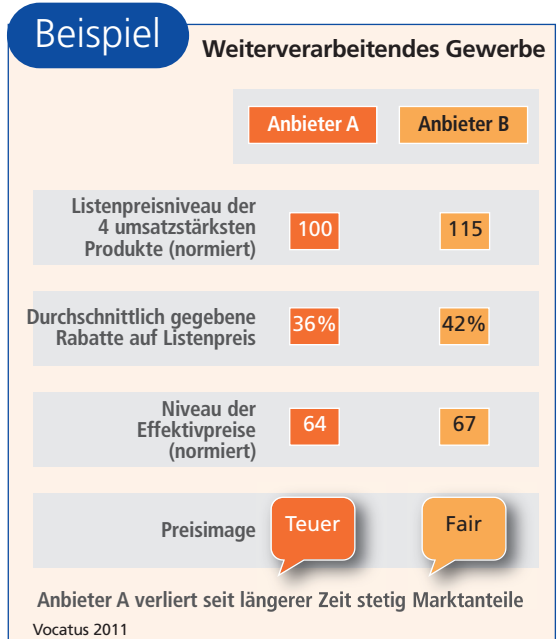 Beispiel
Weiterverarbeitendes Gewerbe
Anbieter A Anbieter B
Listenpreisniveau der
4 umsatzstärksten
Produkte (normiert)
100 115
Durchschnittlich gegebene
Rabatte auf Listenpreis
36% 42%
Niveau der
Effektivpreise
(normiert)
64 67
Preisimage Teuer Fair
Anbieter A verliert seit längerer Zeit stetig Marktanteile
Vocatus 2011